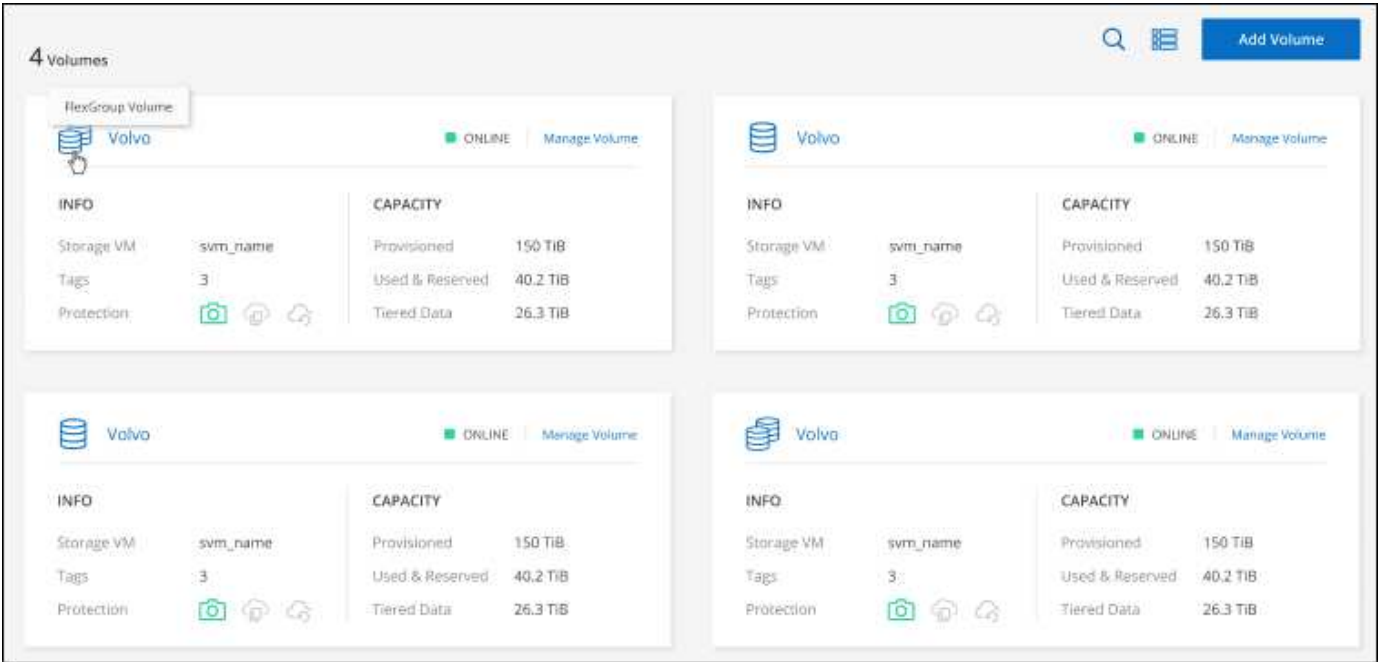 4 Volumes
Add Volume
FlexGroup Volume
Volvo
ONLINE
Manage Volume
INFO
CAPACITY
Storage VM svm_name
Provisioned 150 TiB
Tags 3
Used & Reserved 40.2 TiB
Protection
Tiered Data 26.3 TiB
Volvo
ONLINE
Manage Volume
INFO
CAPACITY
Storage VM svm_name
Provisioned 150 TiB
Tags 3
Used & Reserved 40.2 TiB
Protection
Tiered Data 26.3 TiB
Volvo
ONLINE
Manage Volume
INFO
CAPACITY
Storage VM svm_name
Provisioned 150 TiB
Tags 3
Used & Reserved 40.2 TiB
Protection
Tiered Data 26.3 TiB
Volvo
ONLINE
Manage Volume
INFO
CAPACITY
Storage VM svm_name
Provisioned 150 TiB
Tags 3
Used & Reserved 40.2 TiB
Protection
Tiered Data 26.3 TiB